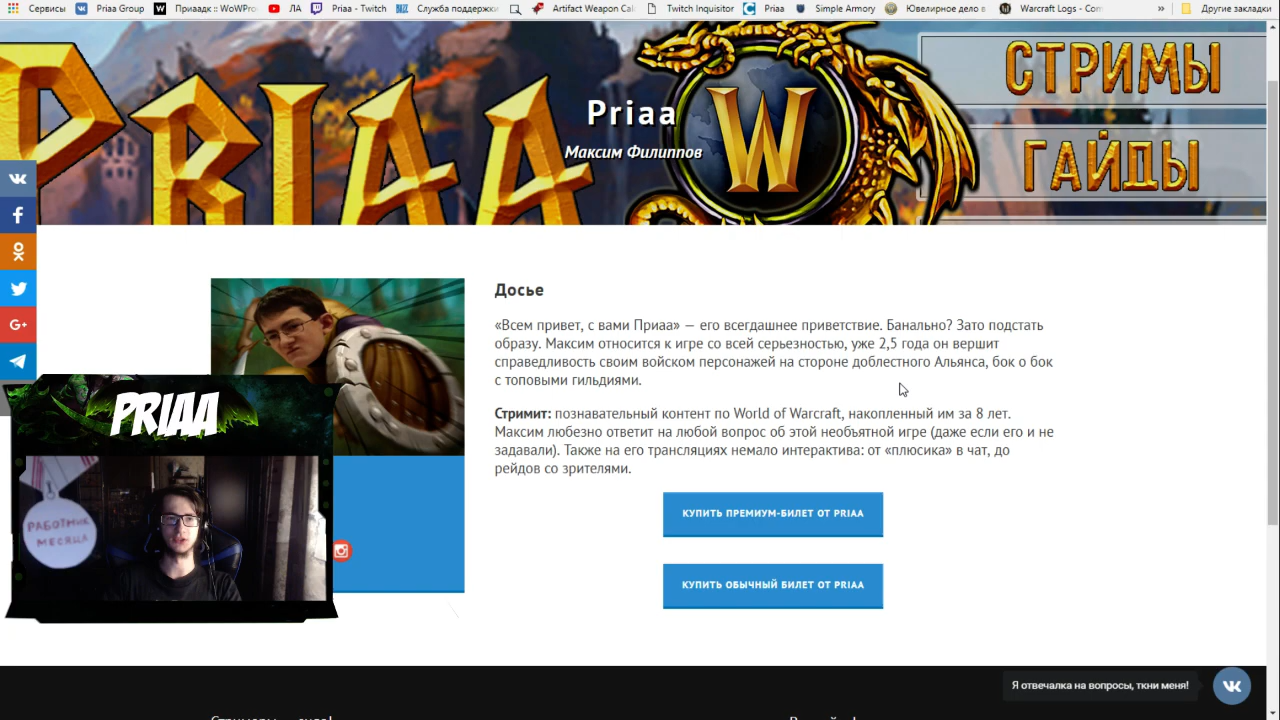 Сервисы
Priaa Group
Приаадк :: WoWPro
ЛА
Priaa - Twitch
Служба поддержки
Artifact Weapon Cal
Twitch Inquisitor
Priaa
Simple Armory
Ювелирное дело в
Warcraft Logs - Com
»
Другие закладки
PRIAA
СТРИМЫ
ГАЙДЫ
Priaa
Максим Филиппов
Досье
«Всем привет, с вами Приаа» — его всегдашнее приветствие. Банально? Зато подстать
образу. Максим относится к игре со всей серьезностью, уже 2,5 года он вершит
справедливость своим войском персонажей на стороне доблестного Альянса, бок о бок
с топовыми гильдиями.
Стримит: познавательный контент по World of Warcraft, накопленный им за 8 лет.
Максим любезно ответит на любой вопрос об этой необъятной игре (даже если его и не
задавали). Также на его трансляциях немало интерактива: от «плюсика» в чат, до
рейдов со зрителями.
КУПИТЬ ПРЕМИУМ-БИЛЕТ ОТ PRIAA
КУПИТЬ ОБЫЧНЫЙ БИЛЕТ ОТ PRIAA
PRIAA
РАБОТНИК
МЕСЯЦА
Я отвечалка на вопросы, ткни меня!